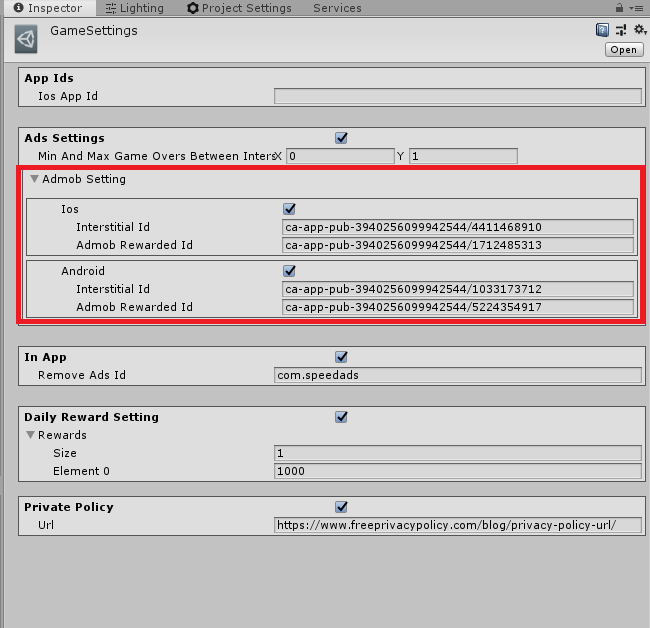 Inspector Lighting Project Settings Services
GameSettings
Open
App Ids
Ios App Id
Ads Settings
Min And Max Game Overs Between Inters X 0 Y 1
Admob Setting
Ios
Interstitial Id ca-app-pub-3940256099942544/4411468910
Admob Rewarded Id ca-app-pub-3940256099942544/1712485313
Android
Interstitial Id ca-app-pub-3940256099942544/1033173712
Admob Rewarded Id ca-app-pub-3940256099942544/5224354917
In App
Remove Ads Id com.speedads
Daily Reward Setting
Rewards
Size 1
Element 0 1000
Private Policy
Url https://www.freeprivacypolicy.com/blog/privacy-policy-url/